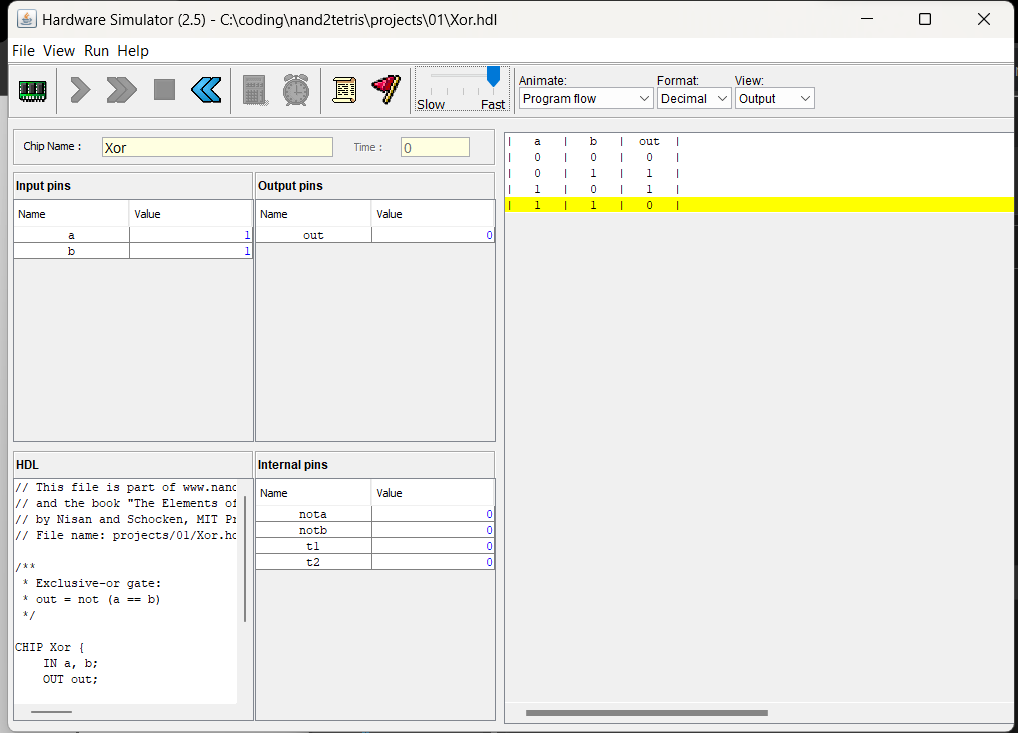 Hardware Simulator (2.5) - C:\coding\nand2tetris\projects\01\Xor.hdl
File View Run Help
Slow Fast
Animate: Format: View:
Program flow Decimal Output
Chip Name : Xor Time : 0
Input pins
Name Value
a 1
b 1
Output pins
Name Value
out 0
HDL
// This file is part of www.nand
// and the book "The Elements of
// by Nisan and Schocken, MIT Pr
// File name: projects/01/Xor.hd
/**
* Exclusive-or gate:
* out = not (a == b)
*/
CHIP Xor {
IN a, b;
OUT out;
Internal pins
Name Value
nota 0
notb 0
t1 0
t2 0
| a | b | out |
| 0 | 0 | 0 |
| 0 | 1 | 1 |
| 1 | 0 | 1 |
| 1 | 1 | 0 |